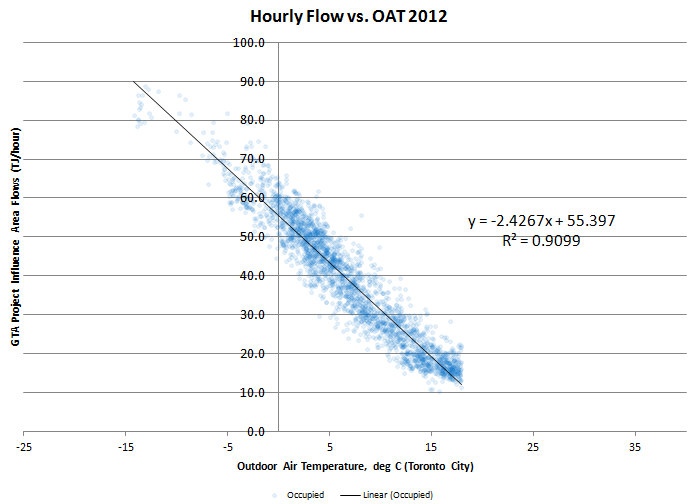 Hourly Flow vs. OAT 2012
GTA Project Influence Area Flows (TJ/hour)
100.0
90.0
80.0
70.0
60.0
50.0
40.0
30.0
20.0
10.0
0.0
y = -2.4267x + 55.397
R² = 0.9099
-25 -15 -5 5 15 25 35
Outdoor Air Temperature, deg C (Toronto City)
Occupied Linear (Occupied)